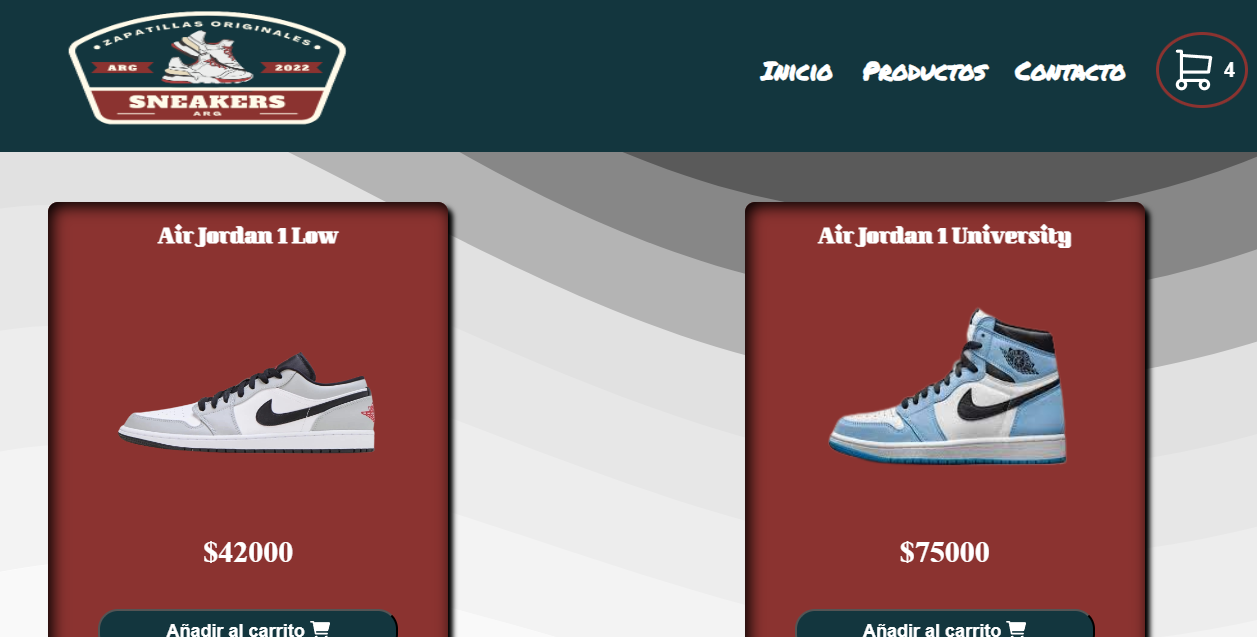 ZAPATILLAS ORIGINALES
ARG
2022
SNEAKERS
ARG
Inicio
Productos
Contacto
4
Air Jordan 1 Low
Air Jordan 1 University
$42000
$75000
Añadir al carrito
Añadir al carrito